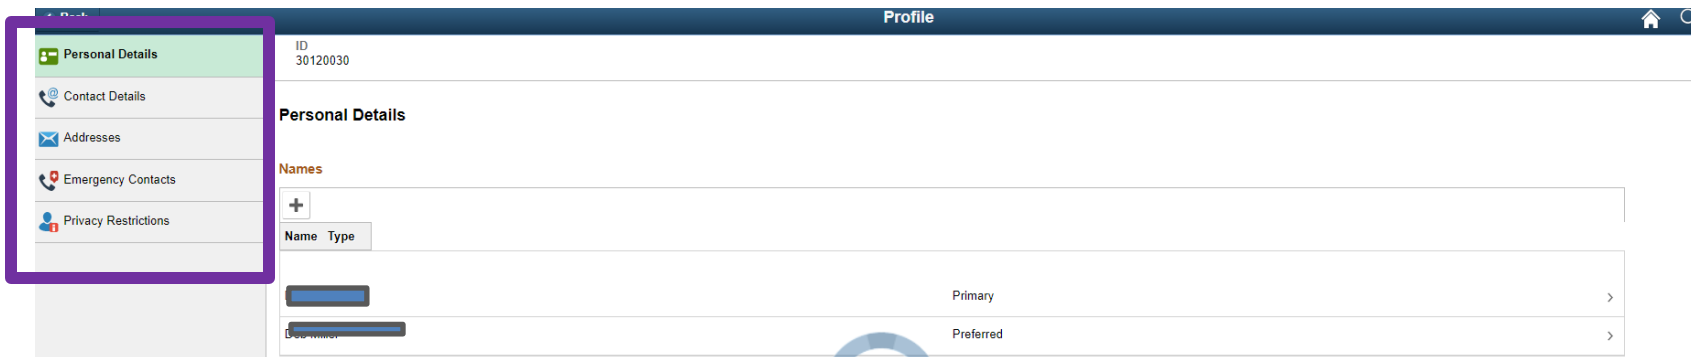 Back
Profile
Personal Details
Contact Details
Addresses
Emergency Contacts
Privacy Restrictions
ID
30120030
Personal Details
Names
+
Name Type
Primary
Preferred